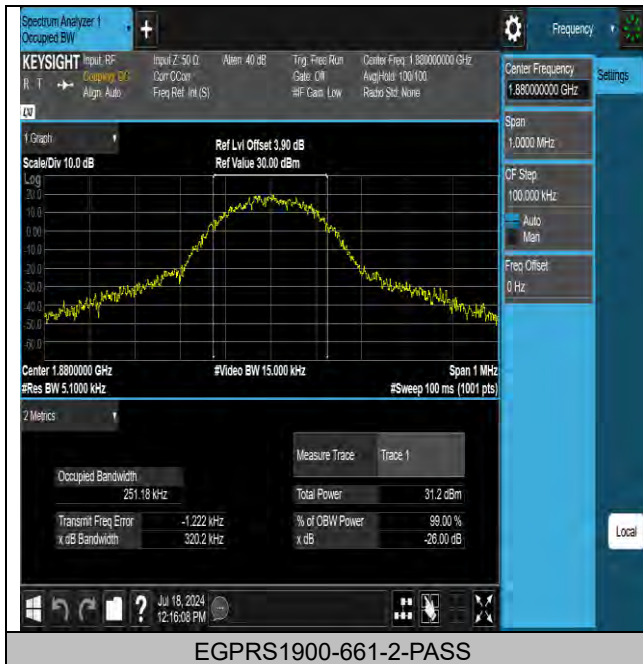 Spectrum Analyzer 1
Occupied BW
Frequency
KEYSIGHT Input: RF Input Z: 50 Ω Atten: 40 dB Trig: Free Run Center Freq: 1.880000000 GHz
R T Coupling: DC Corr CCorr Gate: Off Avg|Hold: 100/100
Align: Auto Freq Ref: Int (S) #IF Gain: Low Radio Std: None
Center Frequency
1.880000000 GHz
Settings
Span
1.0000 MHz
CF Step
100.000 kHz
Auto
Man
Freq Offset
0 Hz
1 Graph
Ref Lvl Offset 3.90 dB
Scale/Div 10.0 dB Ref Value 30.00 dBm
Log
20.0
10.0
0.00
-10.0
-20.0
-30.0
-40.0
-50.0
-60.0
Center 1.8800000 GHz #Video BW 15.000 kHz Span 1 MHz
#Res BW 5.1000 kHz #Sweep 100 ms (1001 pts)
2 Metrics
Measure Trace Trace 1
Occupied Bandwidth
251.18 kHz Total Power 31.2 dBm
Transmit Freq Error -1.222 kHz % of OBW Power 99.00 %
x dB Bandwidth 320.2 kHz x dB -26.00 dB
Local
Jul 18, 2024
12:16:08 PM
EGPRS1900-661-2-PASS